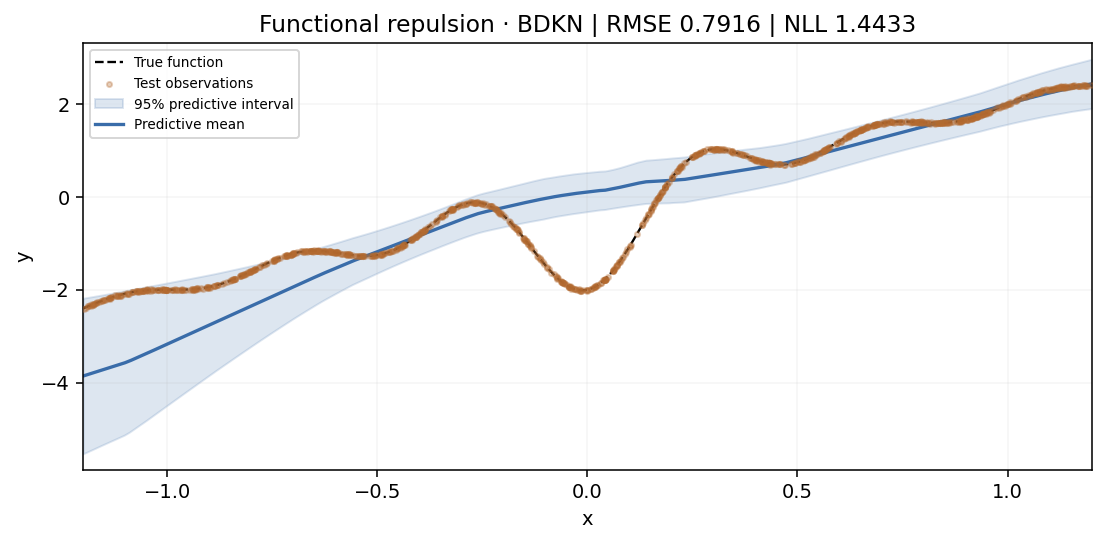 Functional repulsion · BDKN | RMSE 0.7916 | NLL 1.4433
True function
Test observations
95% predictive interval
Predictive mean
2
0
−2
−4
y
−1.0
−0.5
0.0
0.5
1.0
x